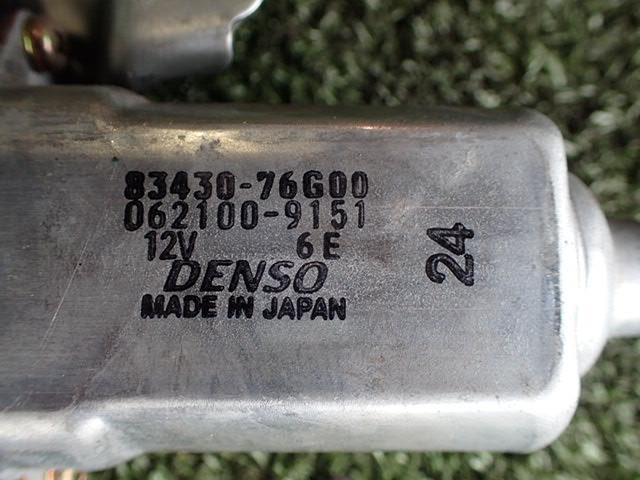 83430-76G00
062100-9151
12V 6E
DENSO
MADE IN JAPAN
24